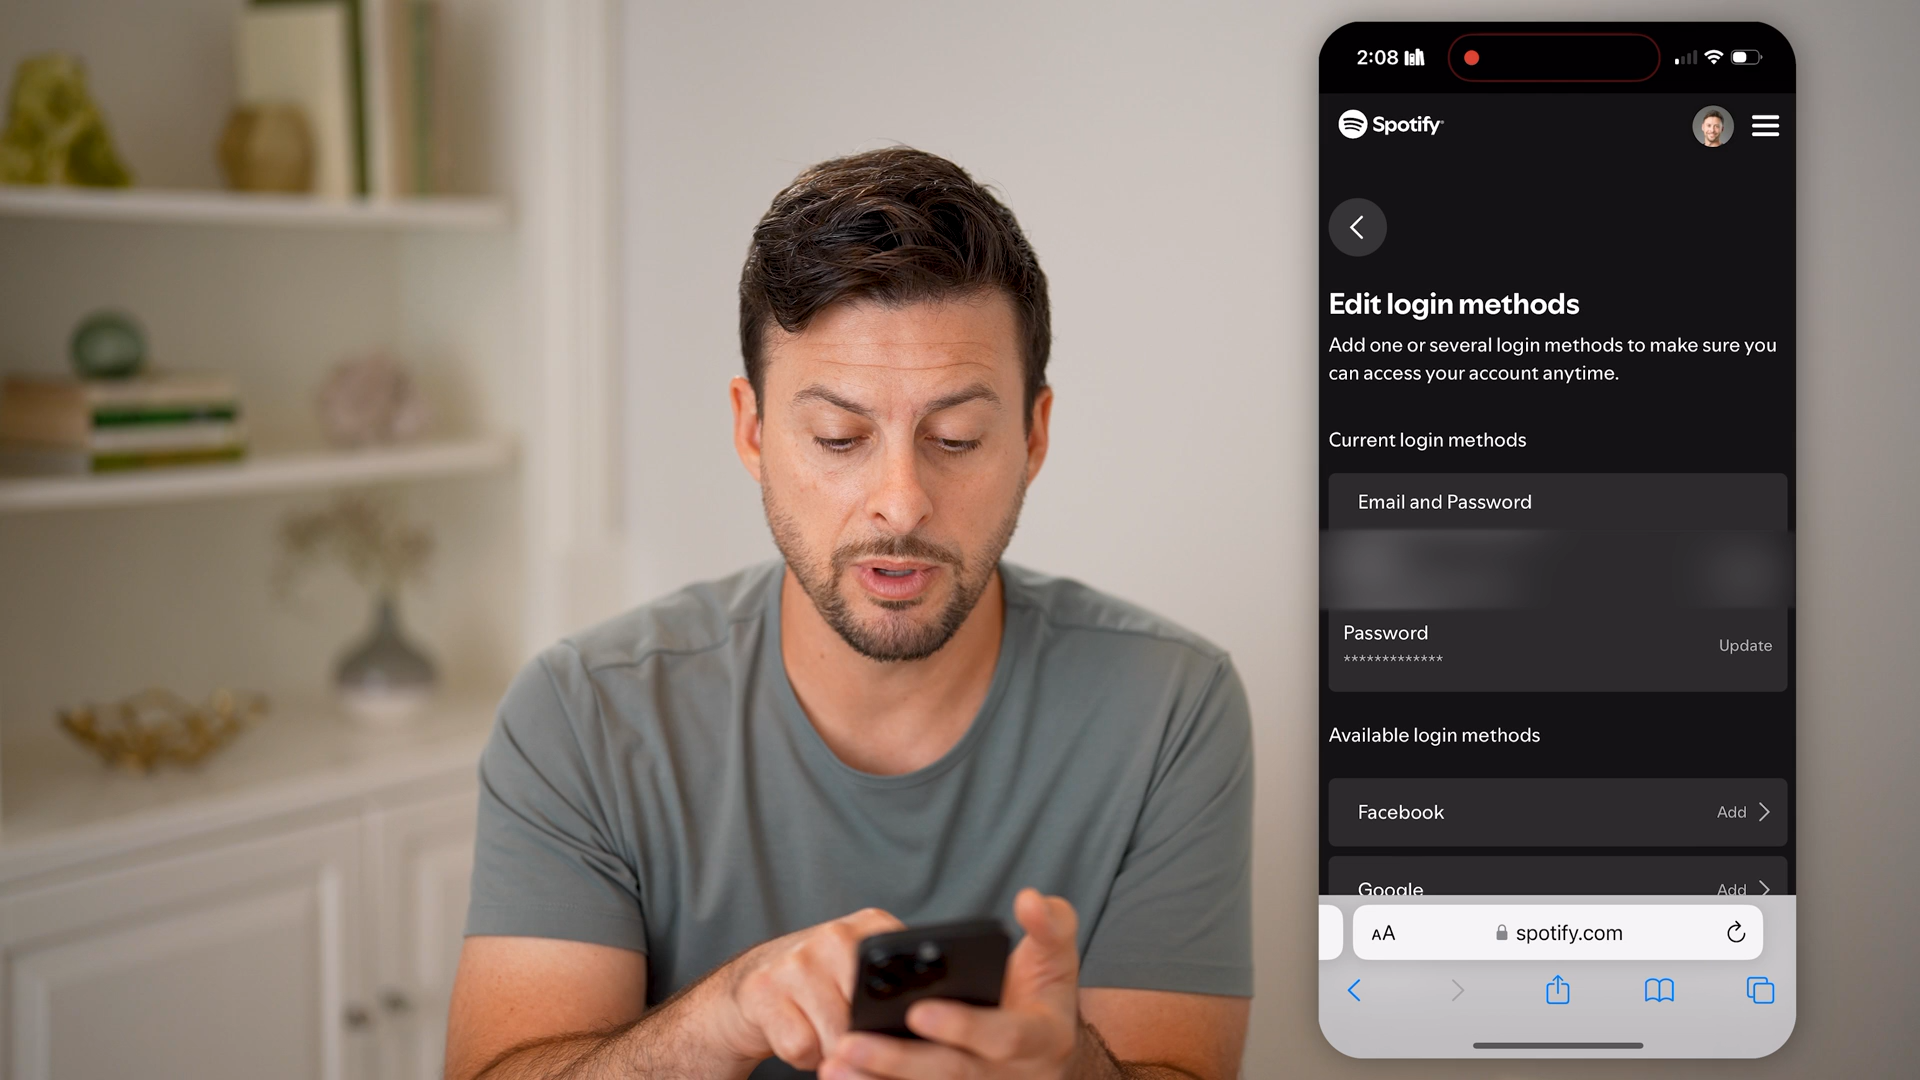 2:08
Spotify
Edit login methods
Add one or several login methods to make sure you
can access your account anytime.
Current login methods
Email and Password
Password
*************
Update
Available login methods
Facebook
Add
Google
Add
AA
spotify.com